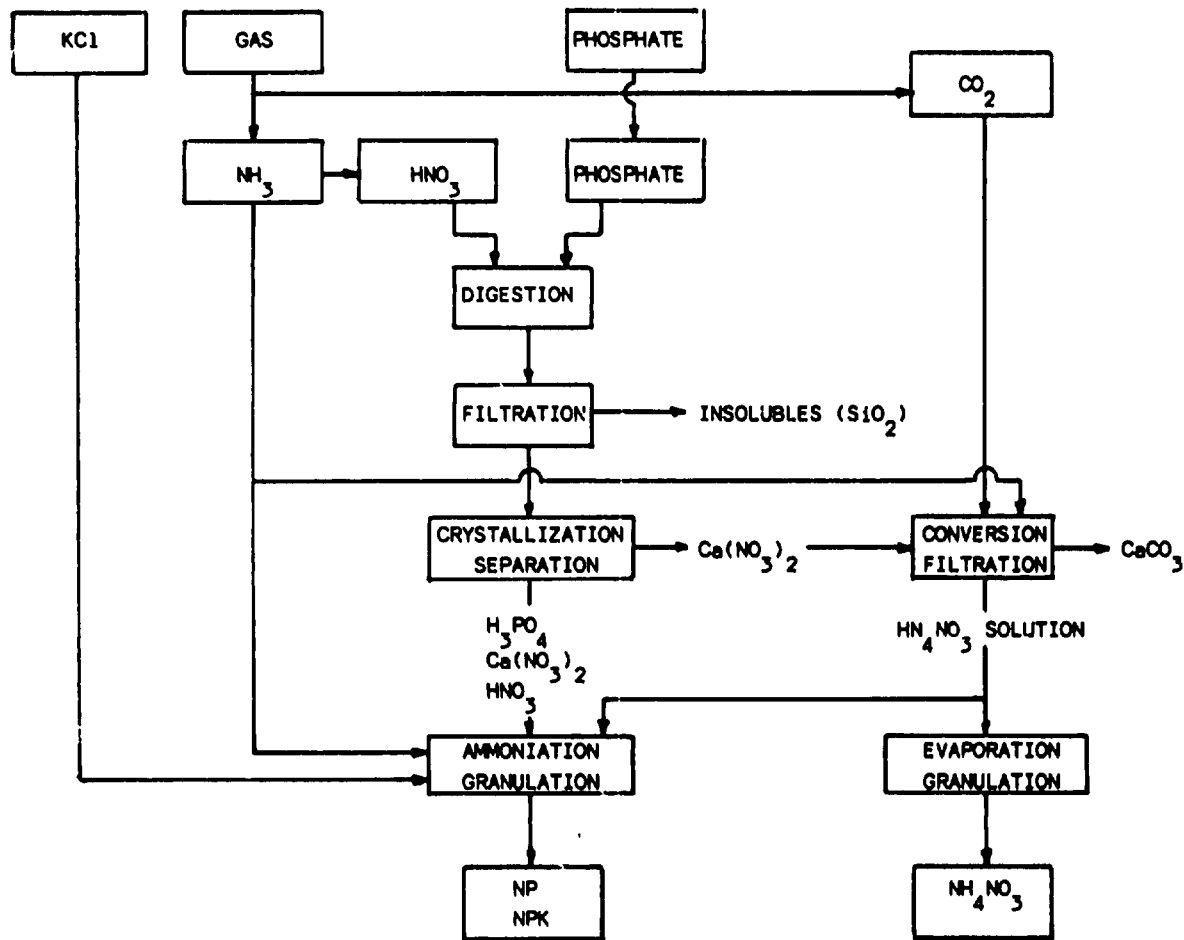 KCl
GAS
PHOSPHATE
CO2
NH3
HNO3
PHOSPHATE
DIGESTION
FILTRATION
INSOLUBLES (SiO2)
CRYSTALLIZATION
SEPARATION
Ca(NO3)2
CONVERSION
FILTRATION
CaCO3
H3PO4
Ca(NO3)2
HNO3
HN4NO3 SOLUTION
AMMONIATION
GRANULATION
EVAPORATION
GRANULATION
NP
NPK
NH4NO3